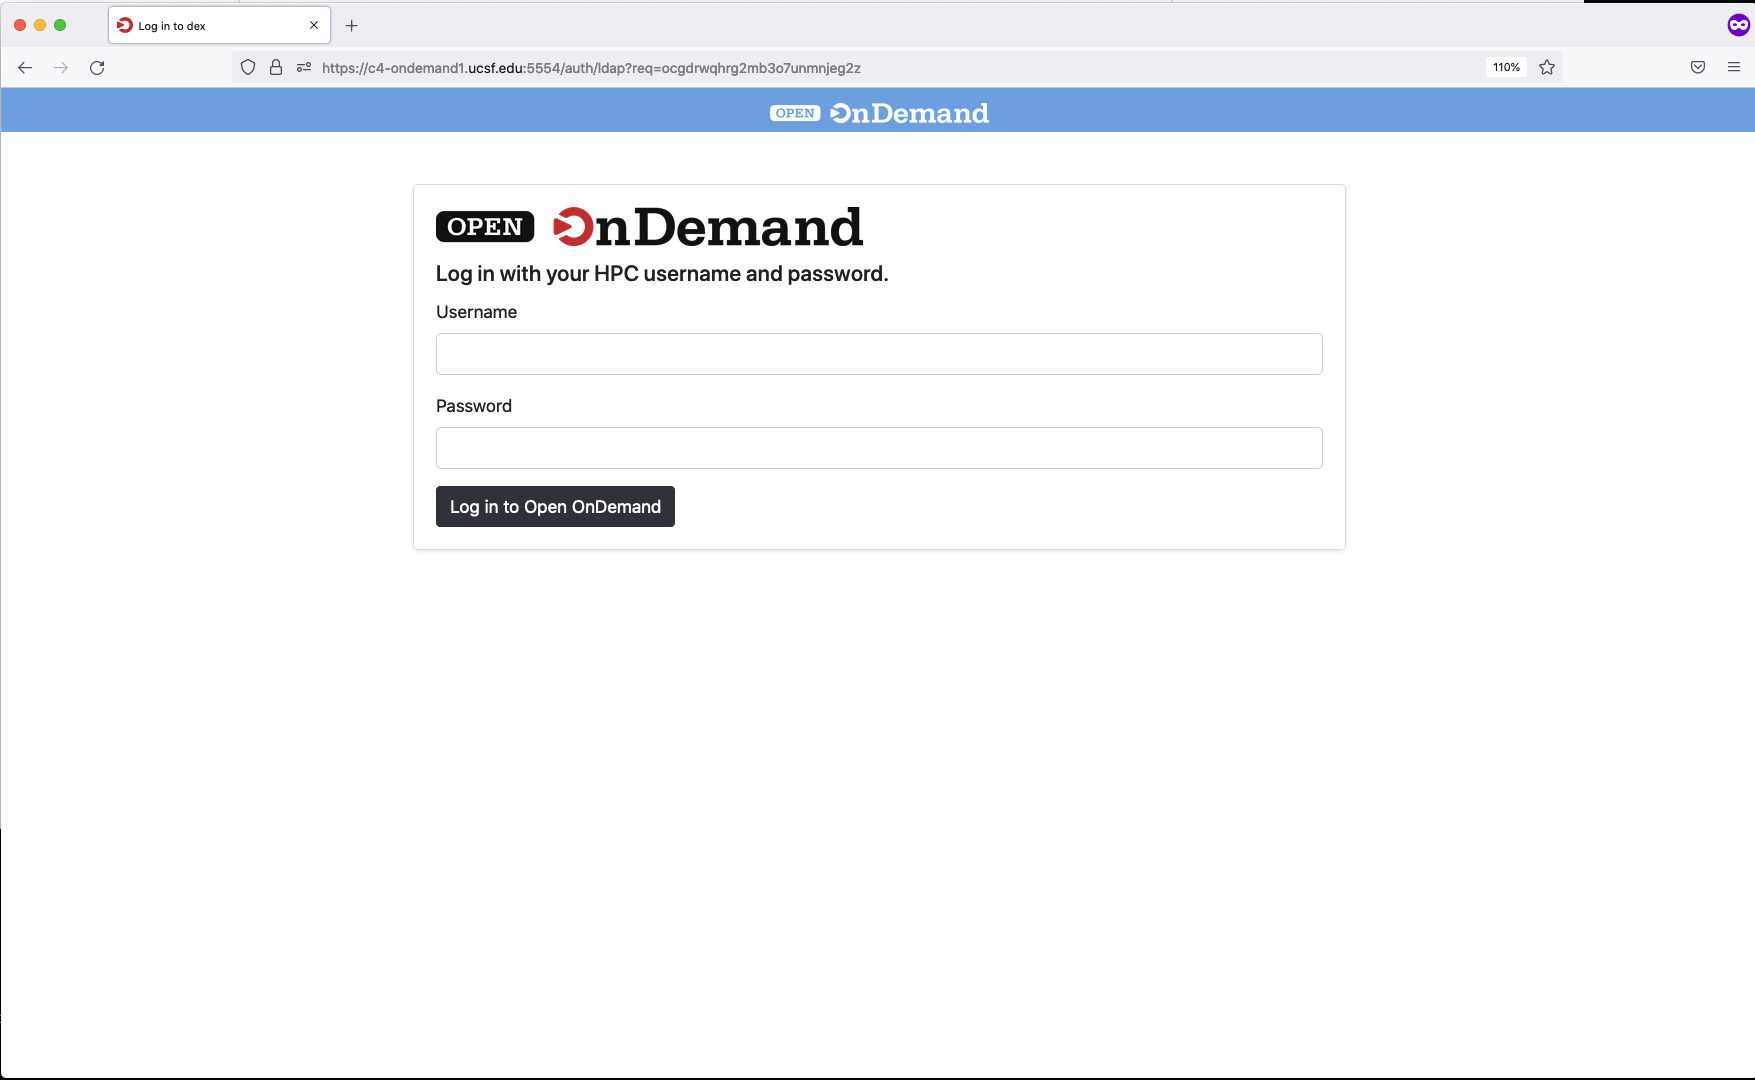 Log in to dex
https://c4-ondemand1.ucsf.edu:5554/auth/ldap?req=ocgdrwqhrg2mb3o7unmnjeg2z
110%
OPEN OnDemand
OPEN OnDemand
Log in with your HPC username and password.
Username
Password
Log in to Open OnDemand